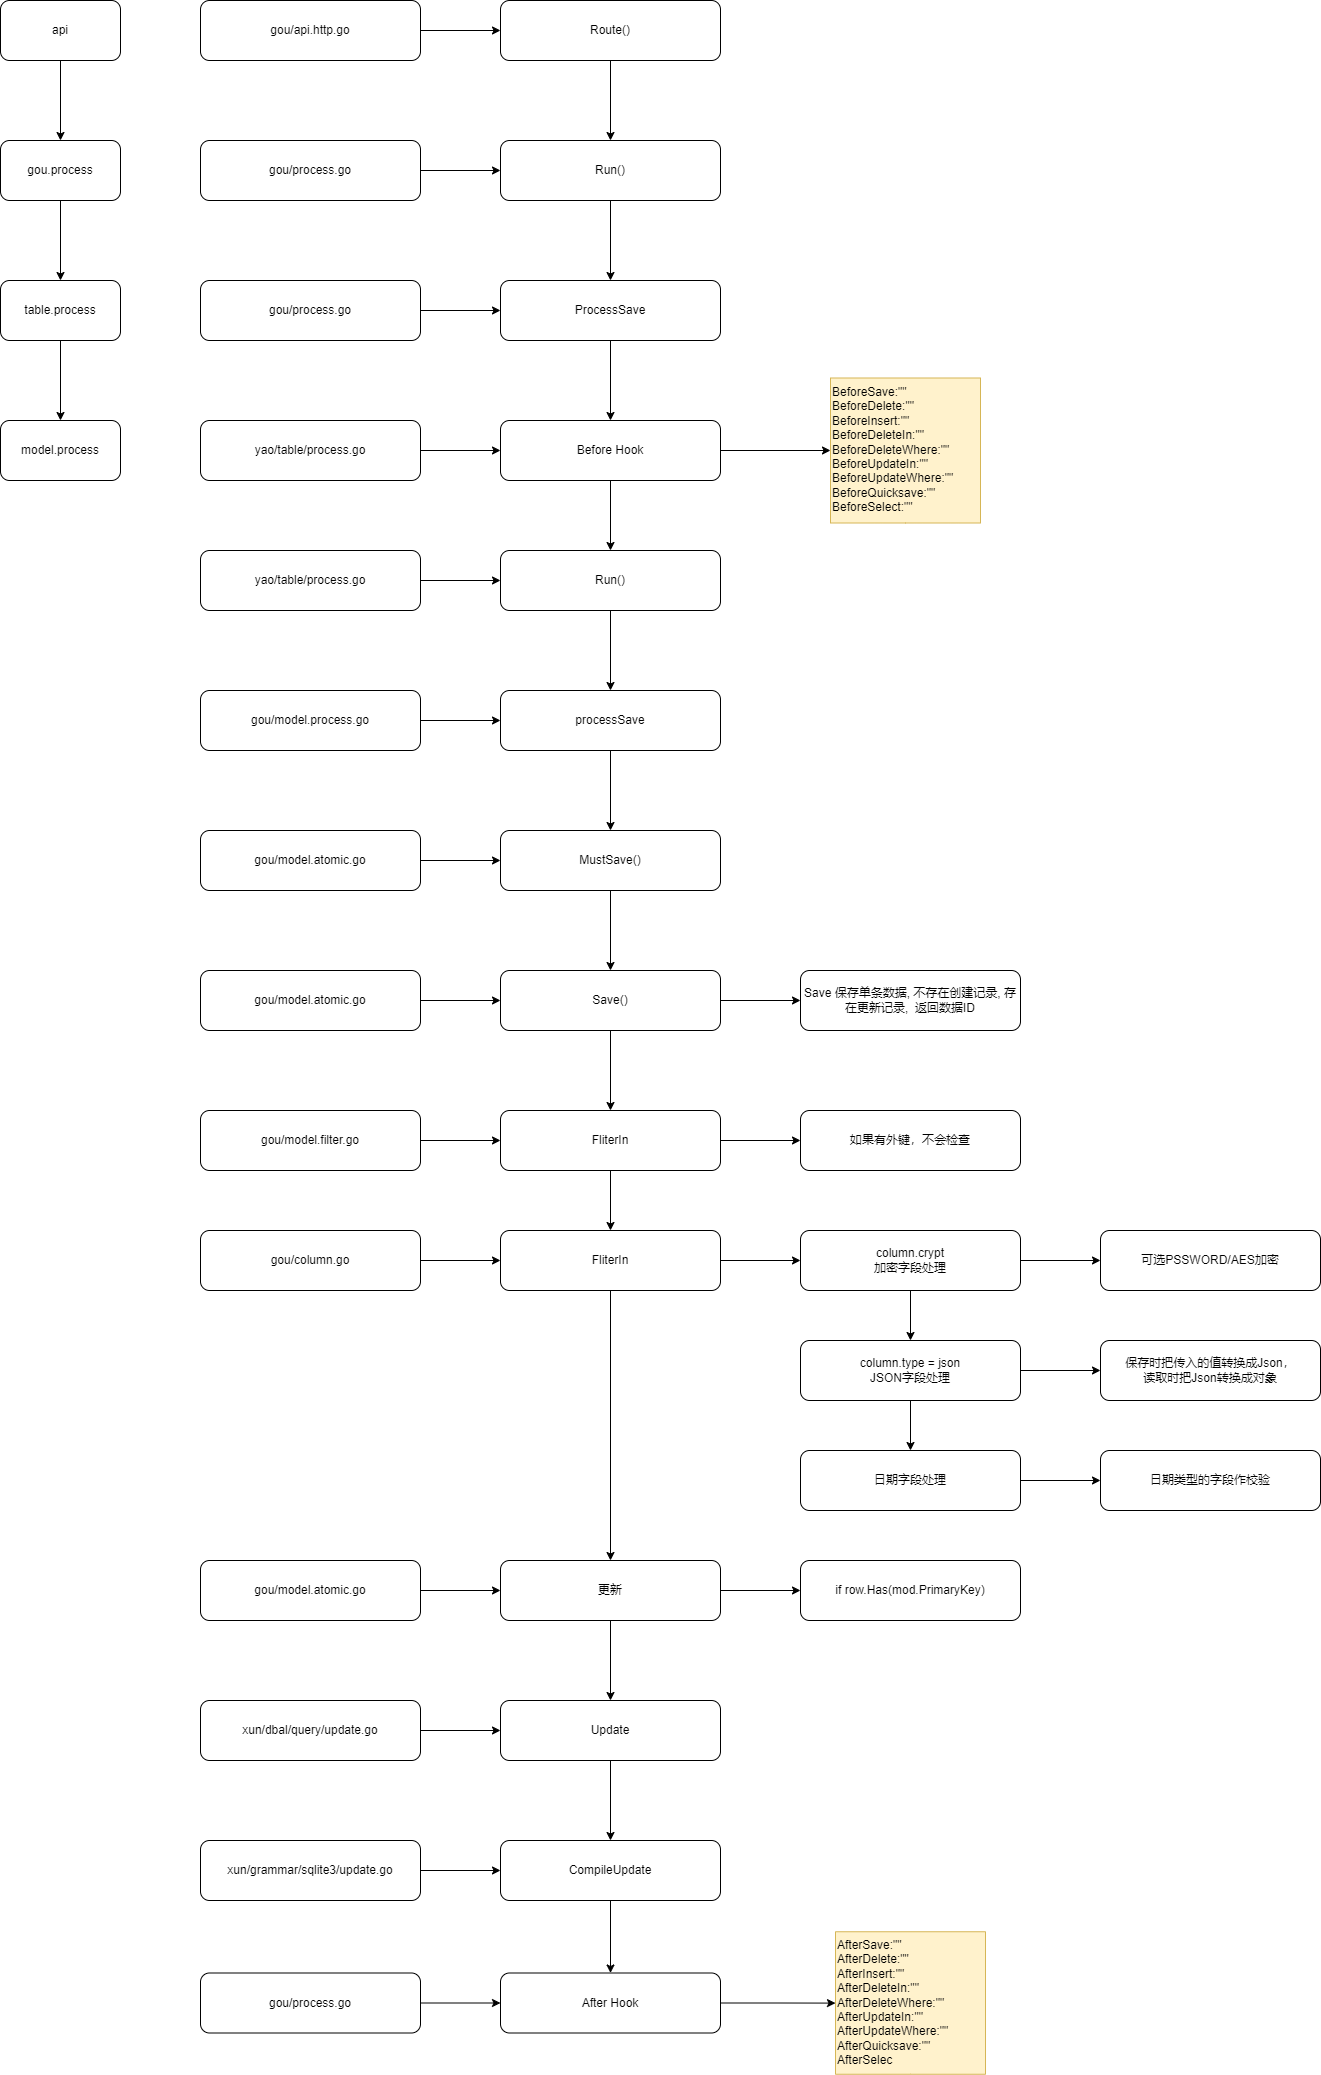 api
gou/api.http.go
Route()
gou.process
gou/process.go
Run()
table.process
gou/process.go
ProcessSave
model.process
yao/table/process.go
Before Hook
BeforeSave:""
BeforeDelete:""
BeforeInsert:""
BeforeDeleteIn:""
BeforeDeleteWhere:""
BeforeUpdateIn:""
BeforeUpdateWhere:""
BeforeQuicksave:""
BeforeSelect:""
yao/table/process.go
Run()
gou/model.process.go
processSave
gou/model.atomic.go
MustSave()
gou/model.atomic.go
Save()
Save 保存单条数据, 不存在创建记录, 存
在更新记录, 返回数据ID
gou/model.filter.go
FliterIn
如果有外键，不会检查
gou/column.go
FliterIn
column.crypt
加密字段处理
可选PSSWORD/AES加密
column.type = json
JSON字段处理
保存时把传入的值转换成Json，
读取时把Json转换成对象
日期字段处理
日期类型的字段作校验
gou/model.atomic.go
更新
if row.Has(mod.PrimaryKey)
xun/dbal/query/update.go
Update
xun/grammar/sqlite3/update.go
CompileUpdate
gou/process.go
After Hook
AfterSave:""
AfterDelete:""
AfterInsert:""
AfterDeleteIn:""
AfterDeleteWhere:""
AfterUpdateIn:""
AfterUpdateWhere:""
AfterQuicksave:""
AfterSelec